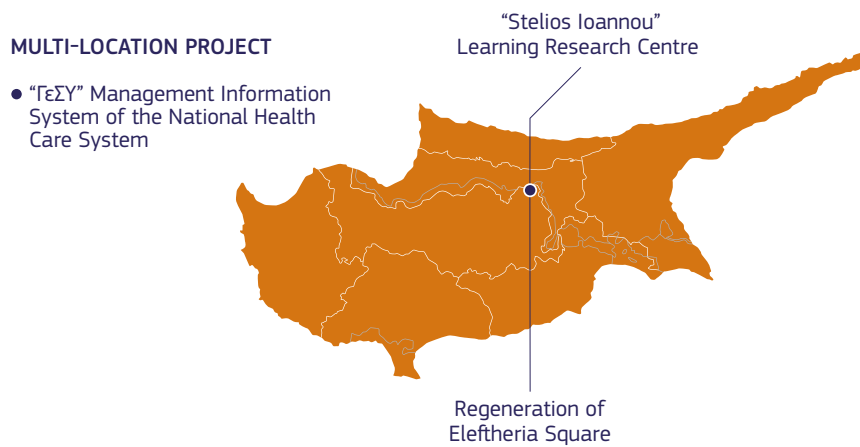 MULTI-LOCATION PROJECT
“ΓεΣΥ” Management Information
System of the National Health
Care System
“Stelios Ioannou”
Learning Research Centre
Regeneration of
Eleftheria Square